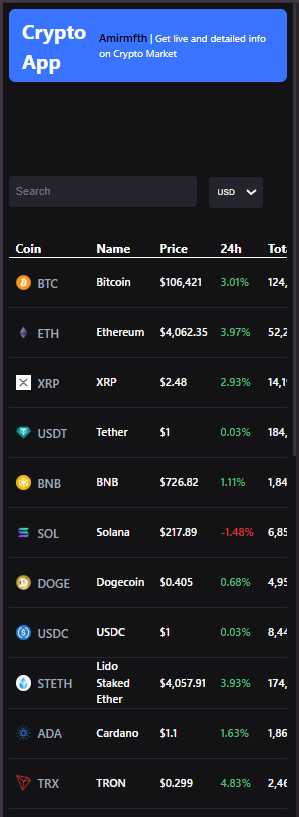 Crypto App
Amirmfth | Get live and detailed info on Crypto Market
Search
USD
Coin Name Price 24h
BTC Bitcoin $106,421 3.01% 124,
ETH Ethereum $4,062.35 3.97% 52,2
XRP XRP $2.48 2.93%
USDT Tether $1 0.03% 184,
BNB BNB $726.82 1.11% 1,84
SOL Solana $217.89 -1.48% 6,85
DOGE Dogecoin $0.405 0.68% 4,95
USDC USDC $1 0.03% 8,44
STETH Lido Staked Ether $4,057.91 3.93% 174,
ADA Cardano $1.1 1.63% 1,86
TRX TRON $0.299 4.83% 2,46